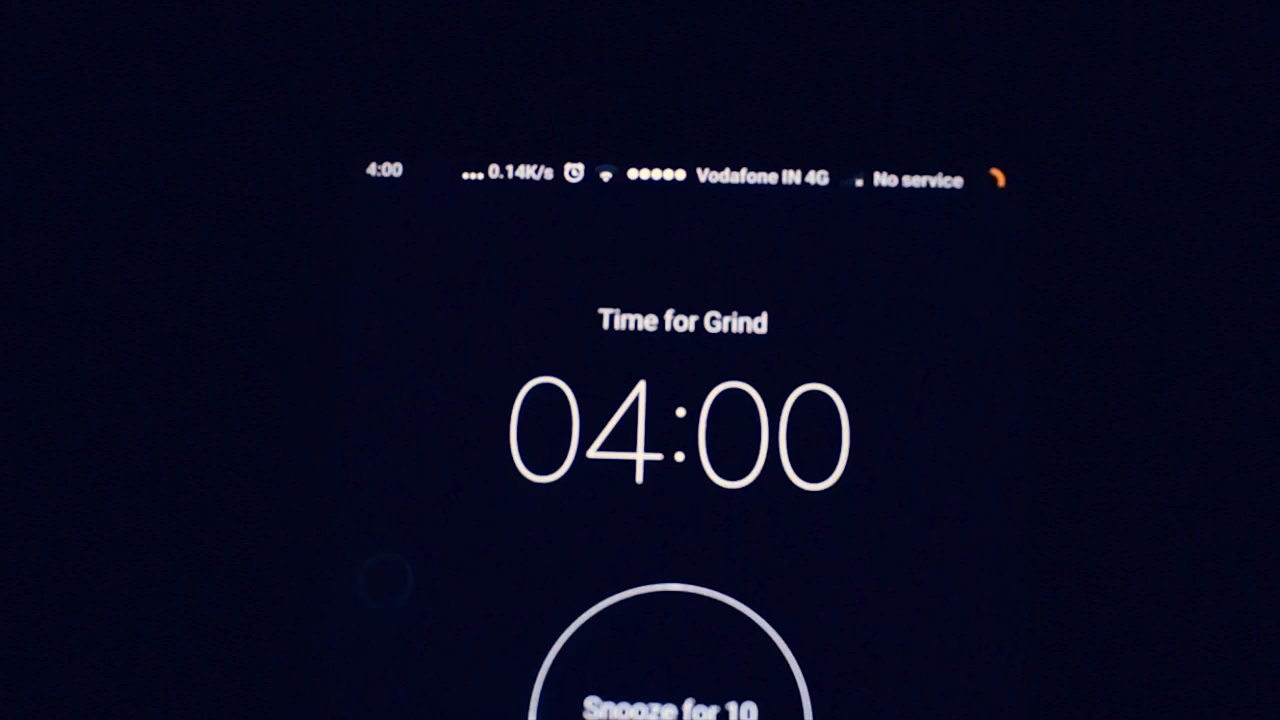 4:00 ... 0.14K/s Vodafone IN 4G No service
Time for Grind
04:00
Snooze for 10